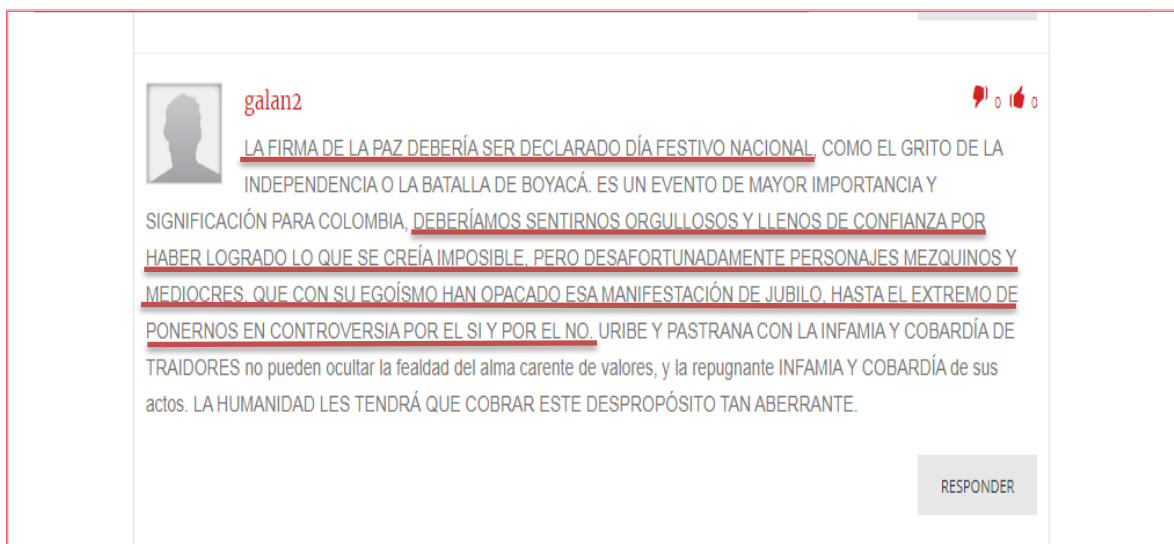 galan2
0 0
LA FIRMA DE LA PAZ DEBERÍA SER DECLARADO DÍA FESTIVO NACIONAL, COMO EL GRITO DE LA
INDEPENDENCIA O LA BATALLA DE BOYACÁ. ES UN EVENTO DE MAYOR IMPORTANCIA Y
SIGNIFICACIÓN PARA COLOMBIA, DEBERÍAMOS SENTIRNOS ORGULLOSOS Y LLENOS DE CONFIANZA POR
HABER LOGRADO LO QUE SE CREÍA IMPOSIBLE, PERO DESAFORTUNADAMENTE PERSONAJES MEZQUINOS Y
MEDIOCRES, QUE CON SU EGOÍSMO HAN OPACADO ESA MANIFESTACIÓN DE JUBILO, HASTA EL EXTREMO DE
PONERNOS EN CONTROVERSIA POR EL SI Y POR EL NO. URIBE Y PASTRANA CON LA INFAMIA Y COBARDÍA DE
TRAIDORES no pueden ocultar la fealdad del alma carente de valores, y la repugnante INFAMIA Y COBARDÍA de sus
actos. LA HUMANIDAD LES TENDRÁ QUE COBRAR ESTE DESPROPÓSITO TAN ABERRANTE.
RESPONDER